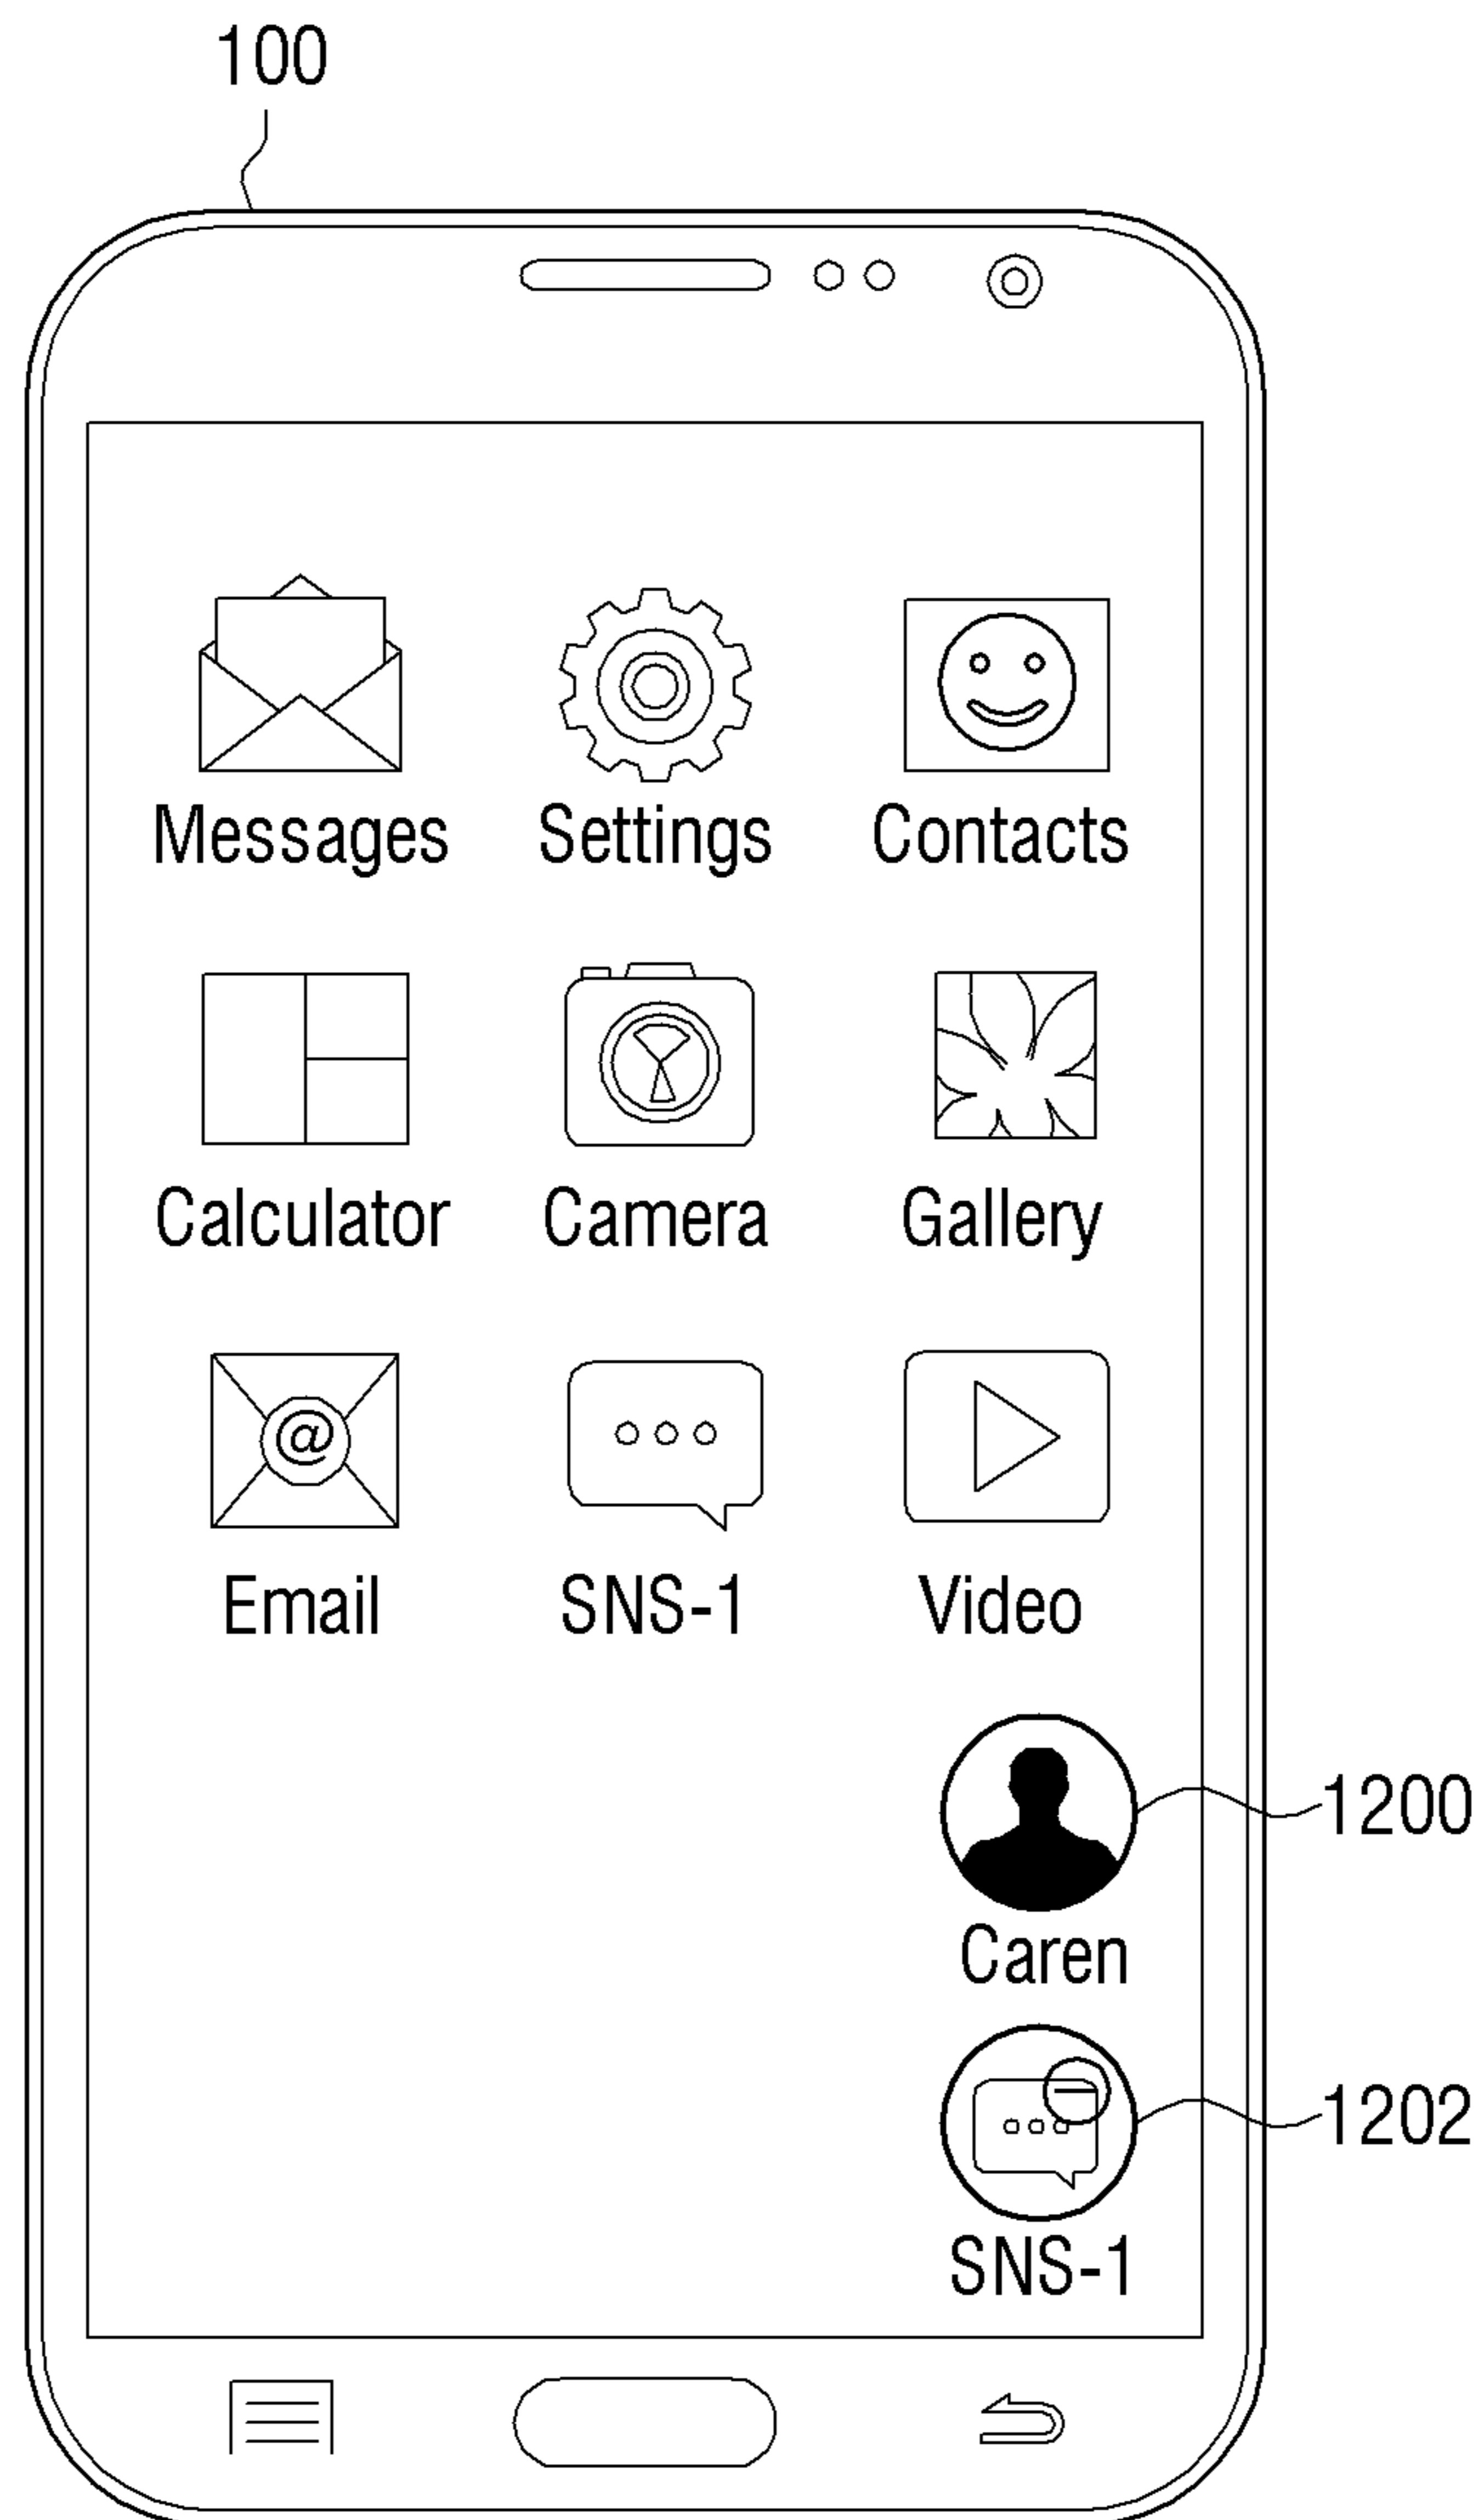 100
Messages Settings Contacts
Calculator Camera Gallery
@
Email SNS-1 Video
1200
Caren
1202
SNS-1